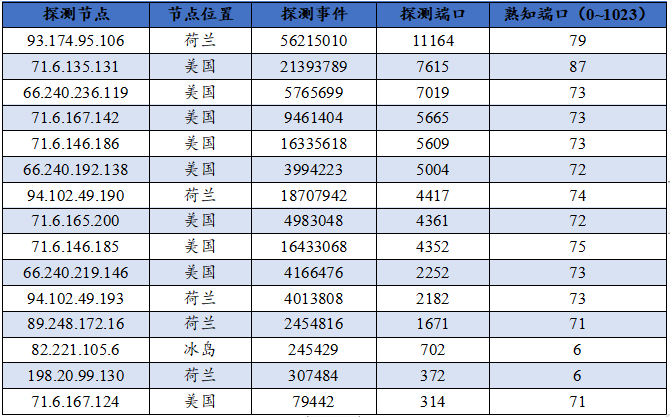 探测节点 节点位置 探测事件 探测端口 熟知端口（0~1023）
93.174.95.106 荷兰 56215010 11164 79
71.6.135.131 美国 21393789 7615 87
66.240.236.119 美国 5765699 7019 73
71.6.167.142 美国 9461404 5665 73
71.6.146.186 美国 16335618 5609 73
66.240.192.138 美国 3994223 5004 72
94.102.49.190 荷兰 18707942 4417 74
71.6.165.200 美国 4983048 4361 72
71.6.146.185 美国 16433068 4352 75
66.240.219.146 美国 4166476 2252 73
94.102.49.193 荷兰 4013808 2182 73
89.248.172.16 荷兰 2454816 1671 71
82.221.105.6 冰岛 245429 702 6
198.20.99.130 荷兰 307484 372 6
71.6.167.124 美国 79442 314 71